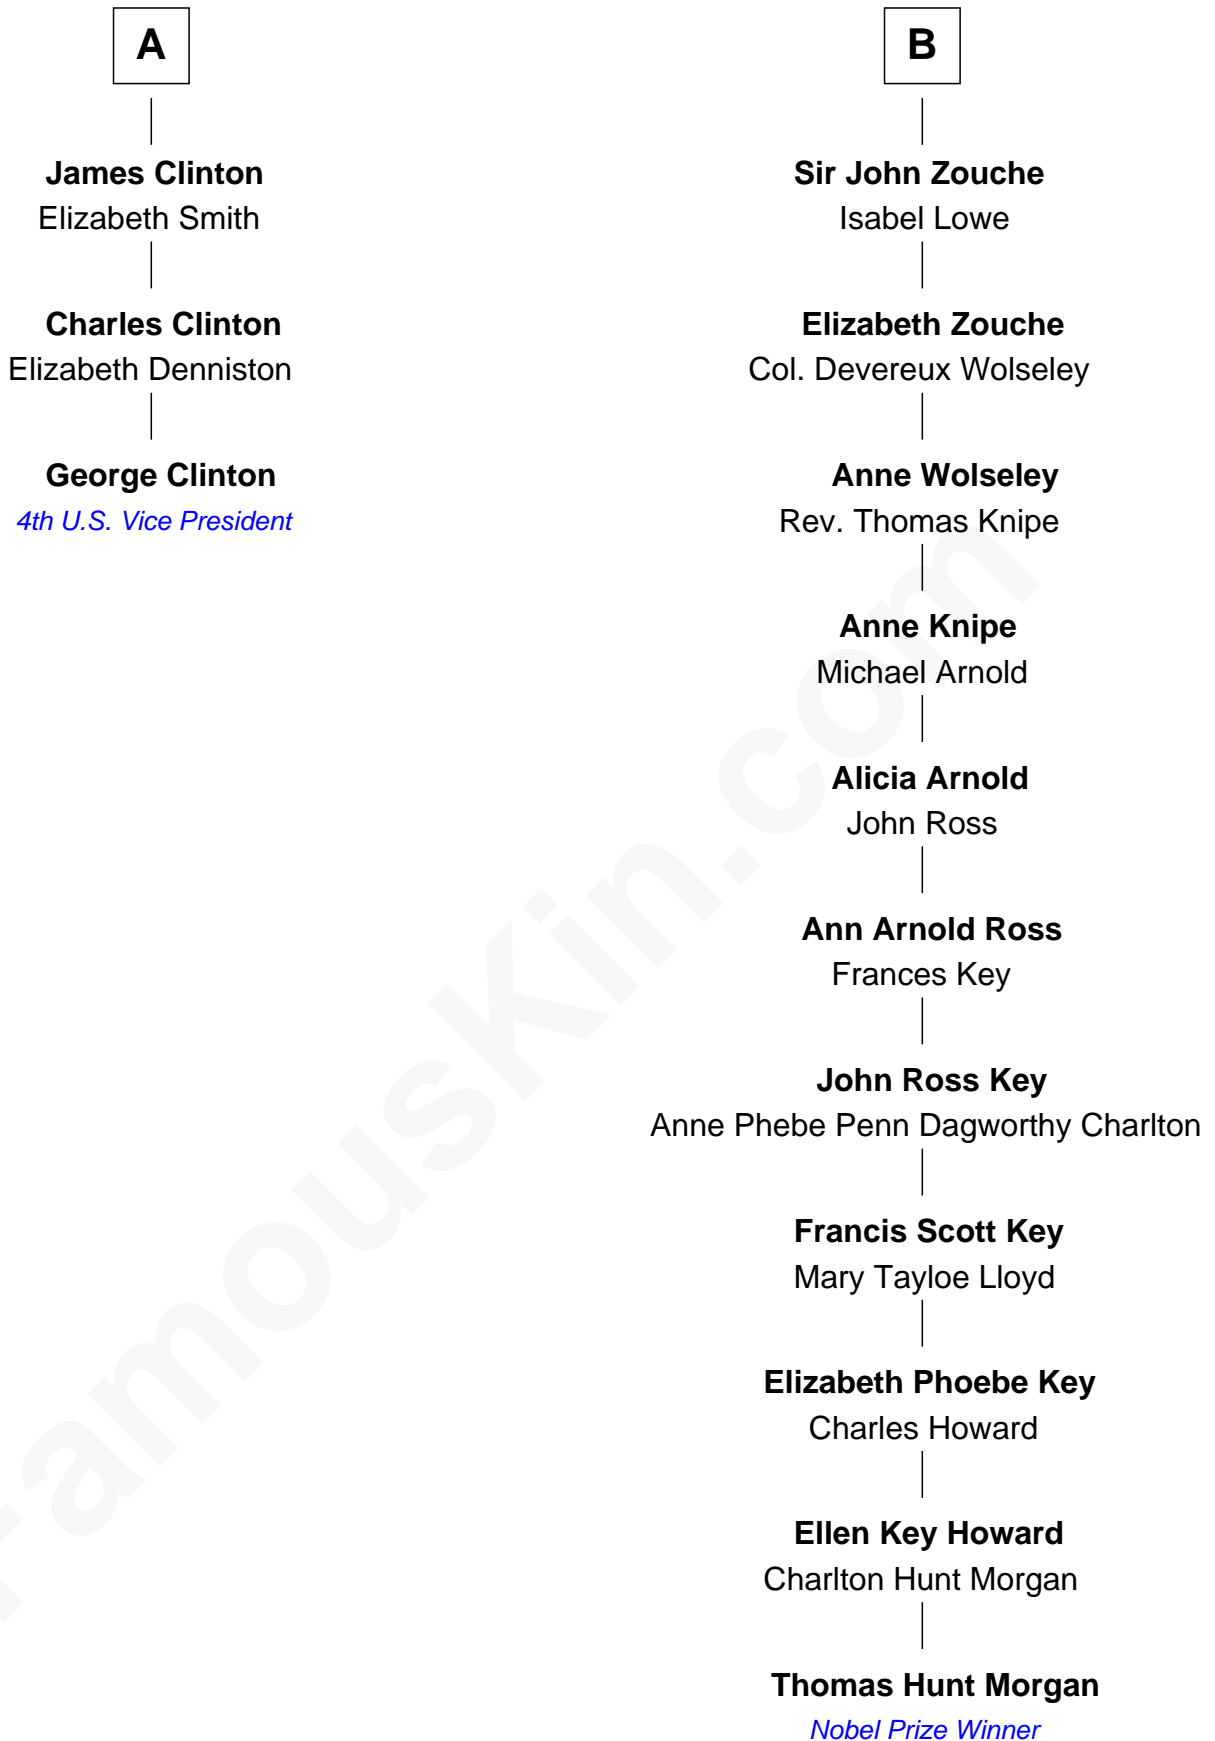 A
James Clinton
Elizabeth Smith
Charles Clinton
Elizabeth Denniston
George Clinton
4th U.S. Vice President
B
Sir John Zouche
Isabel Lowe
Elizabeth Zouche
Col. Devereux Wolseley
Anne Wolseley
Rev. Thomas Knipe
Anne Knipe
Michael Arnold
Alicia Arnold
John Ross
Ann Arnold Ross
Frances Key
John Ross Key
Anne Phebe Penn Dagworthy Charlton
Francis Scott Key
Mary Tayloe Lloyd
Elizabeth Phoebe Key
Charles Howard
Ellen Key Howard
Charlton Hunt Morgan
Thomas Hunt Morgan
Nobel Prize Winner
FamousKin.com